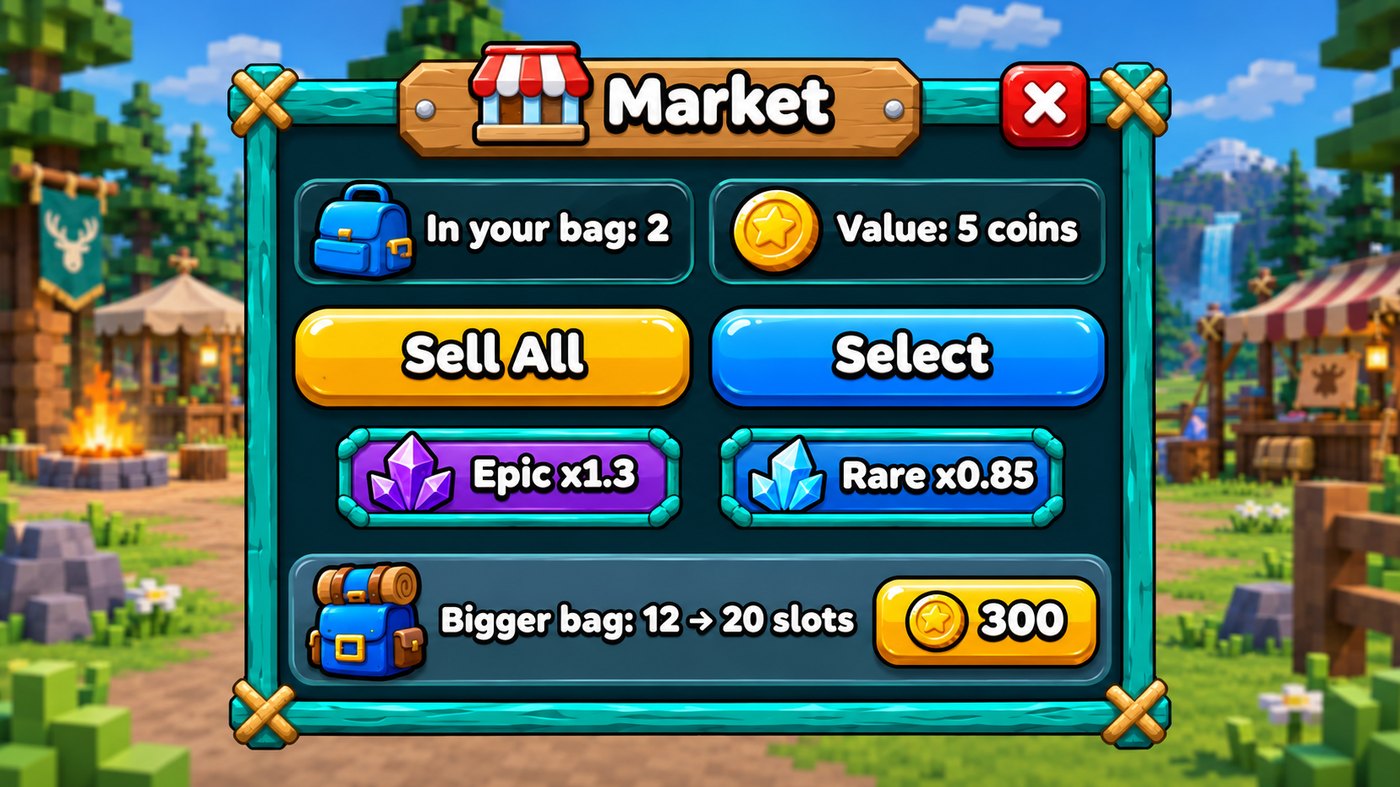 Market
In your bag: 2
Value: 5 coins
Sell All
Select
Epic x1.3
Rare x0.85
Bigger bag: 12 → 20 slots
300